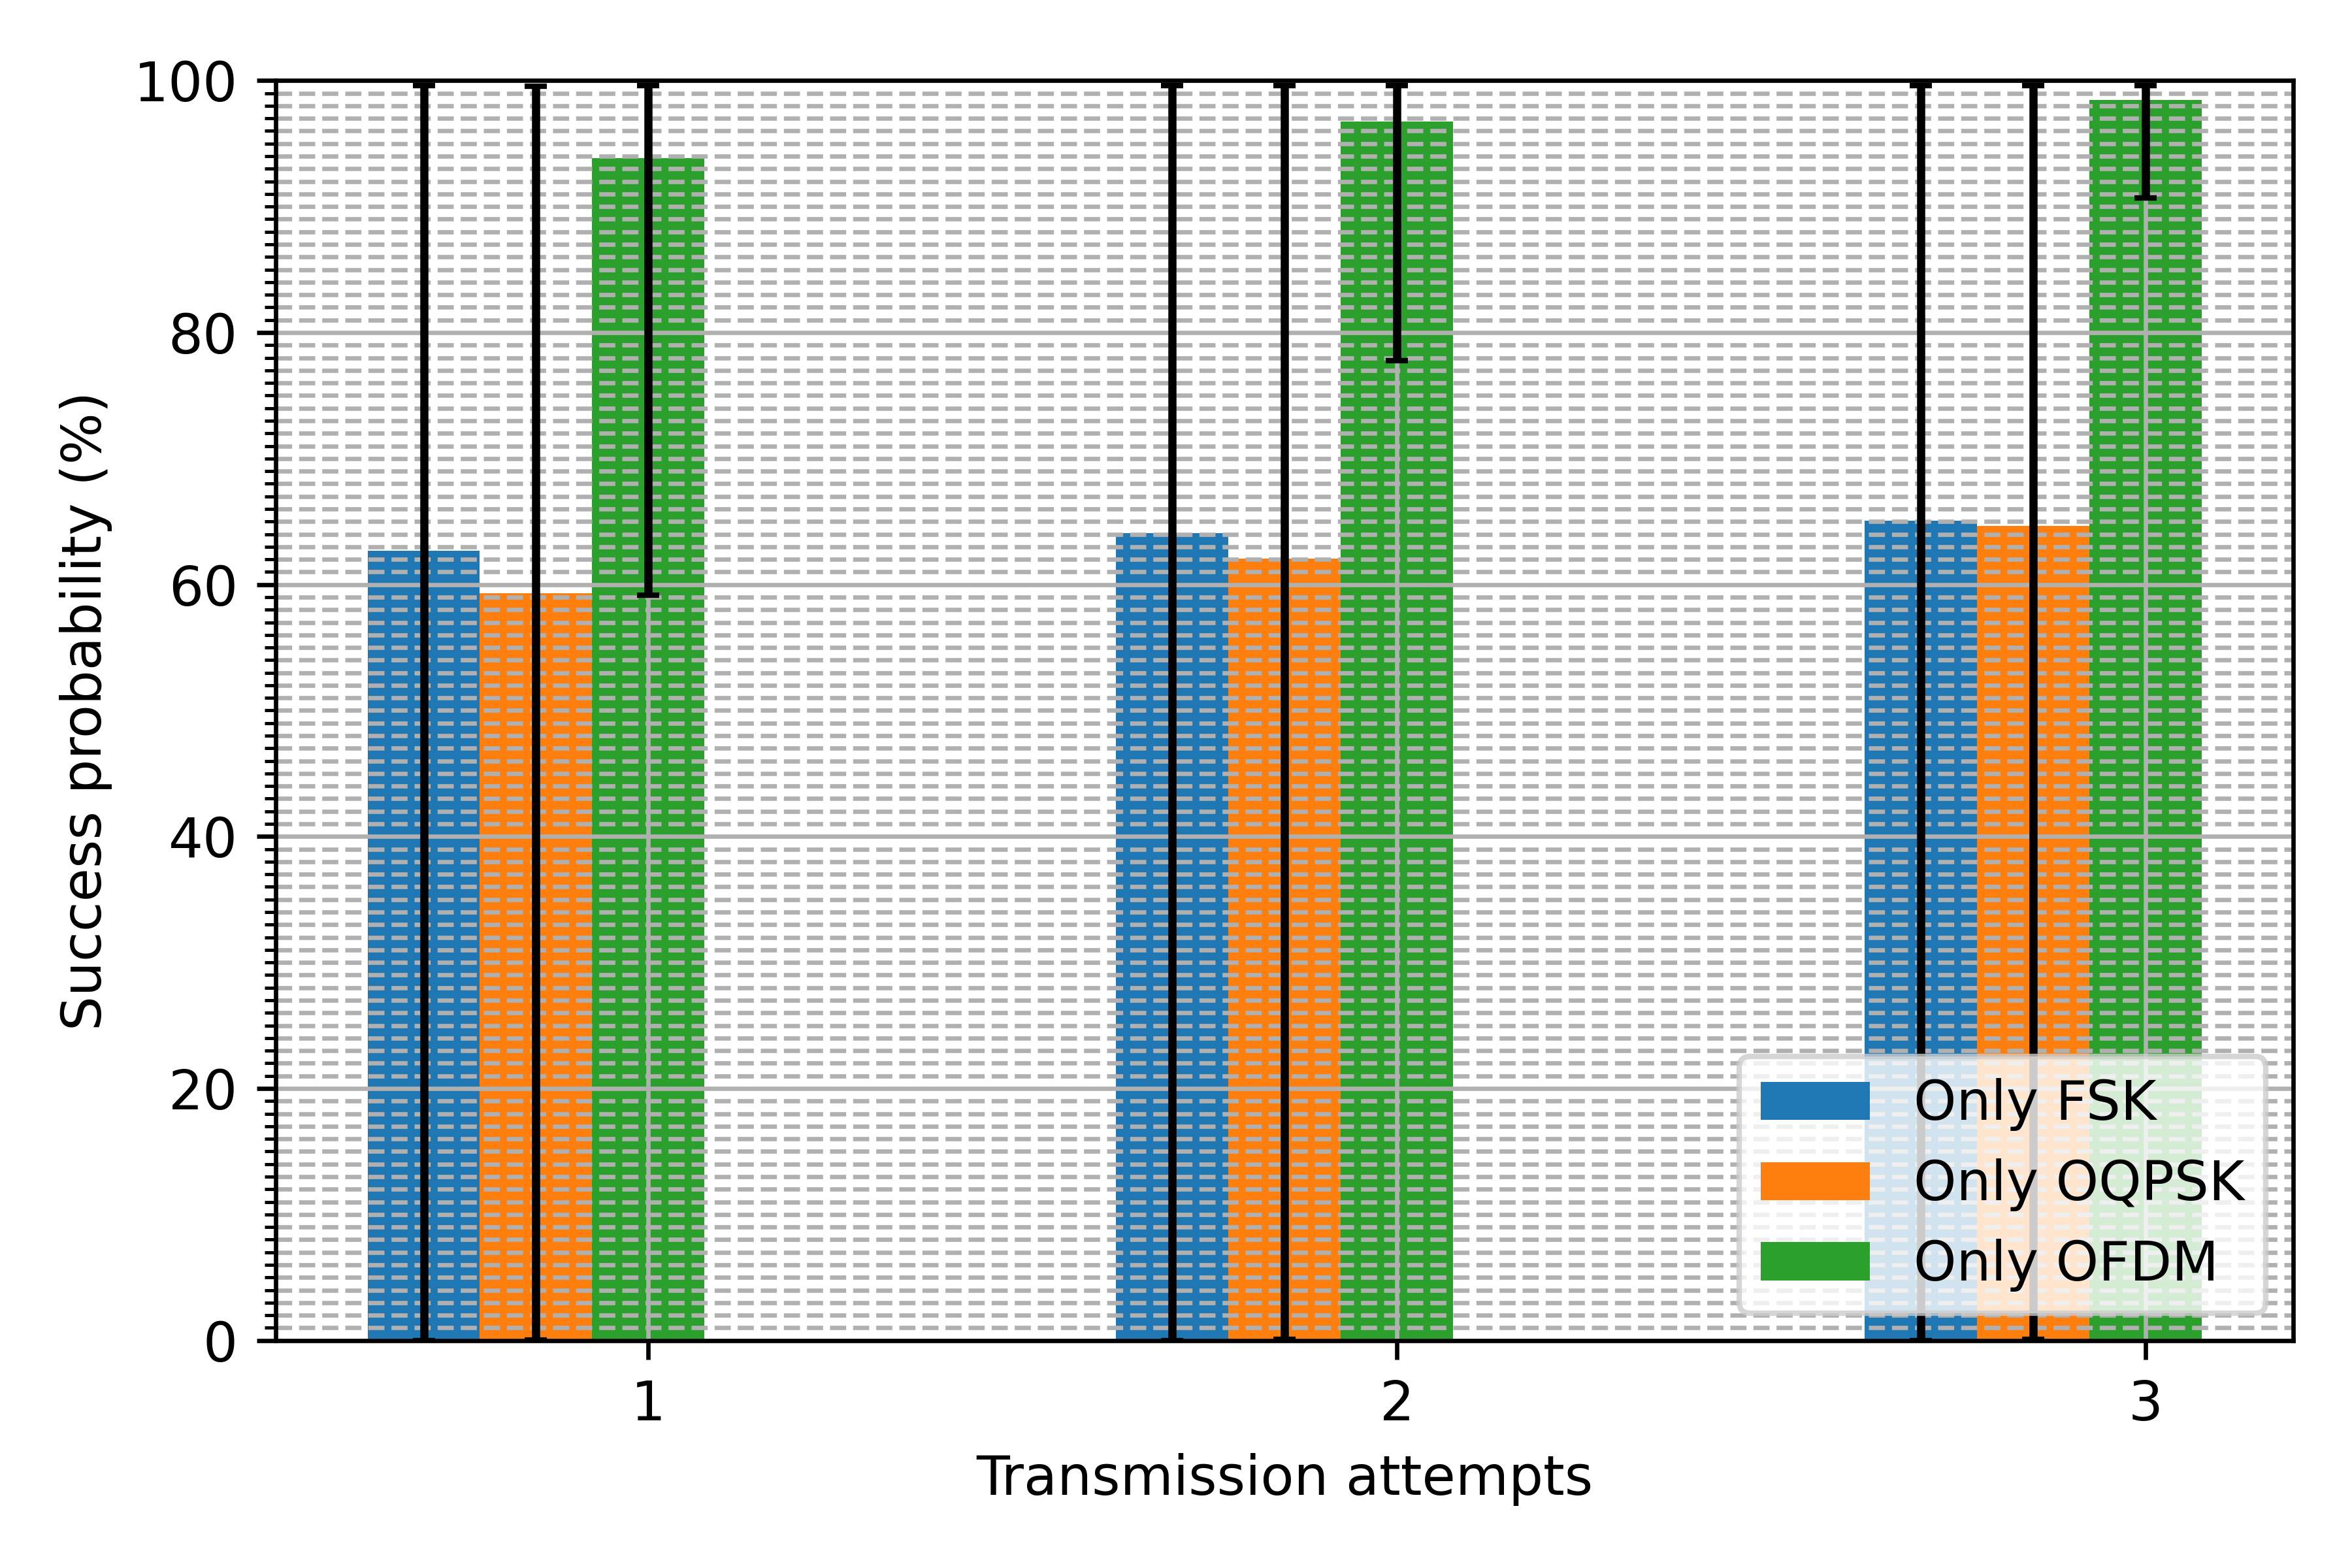 Success probability (%)
100
80
60
40
20
0
1
2
3
Transmission attempts
Only FSK
Only OQPSK
Only OFDM